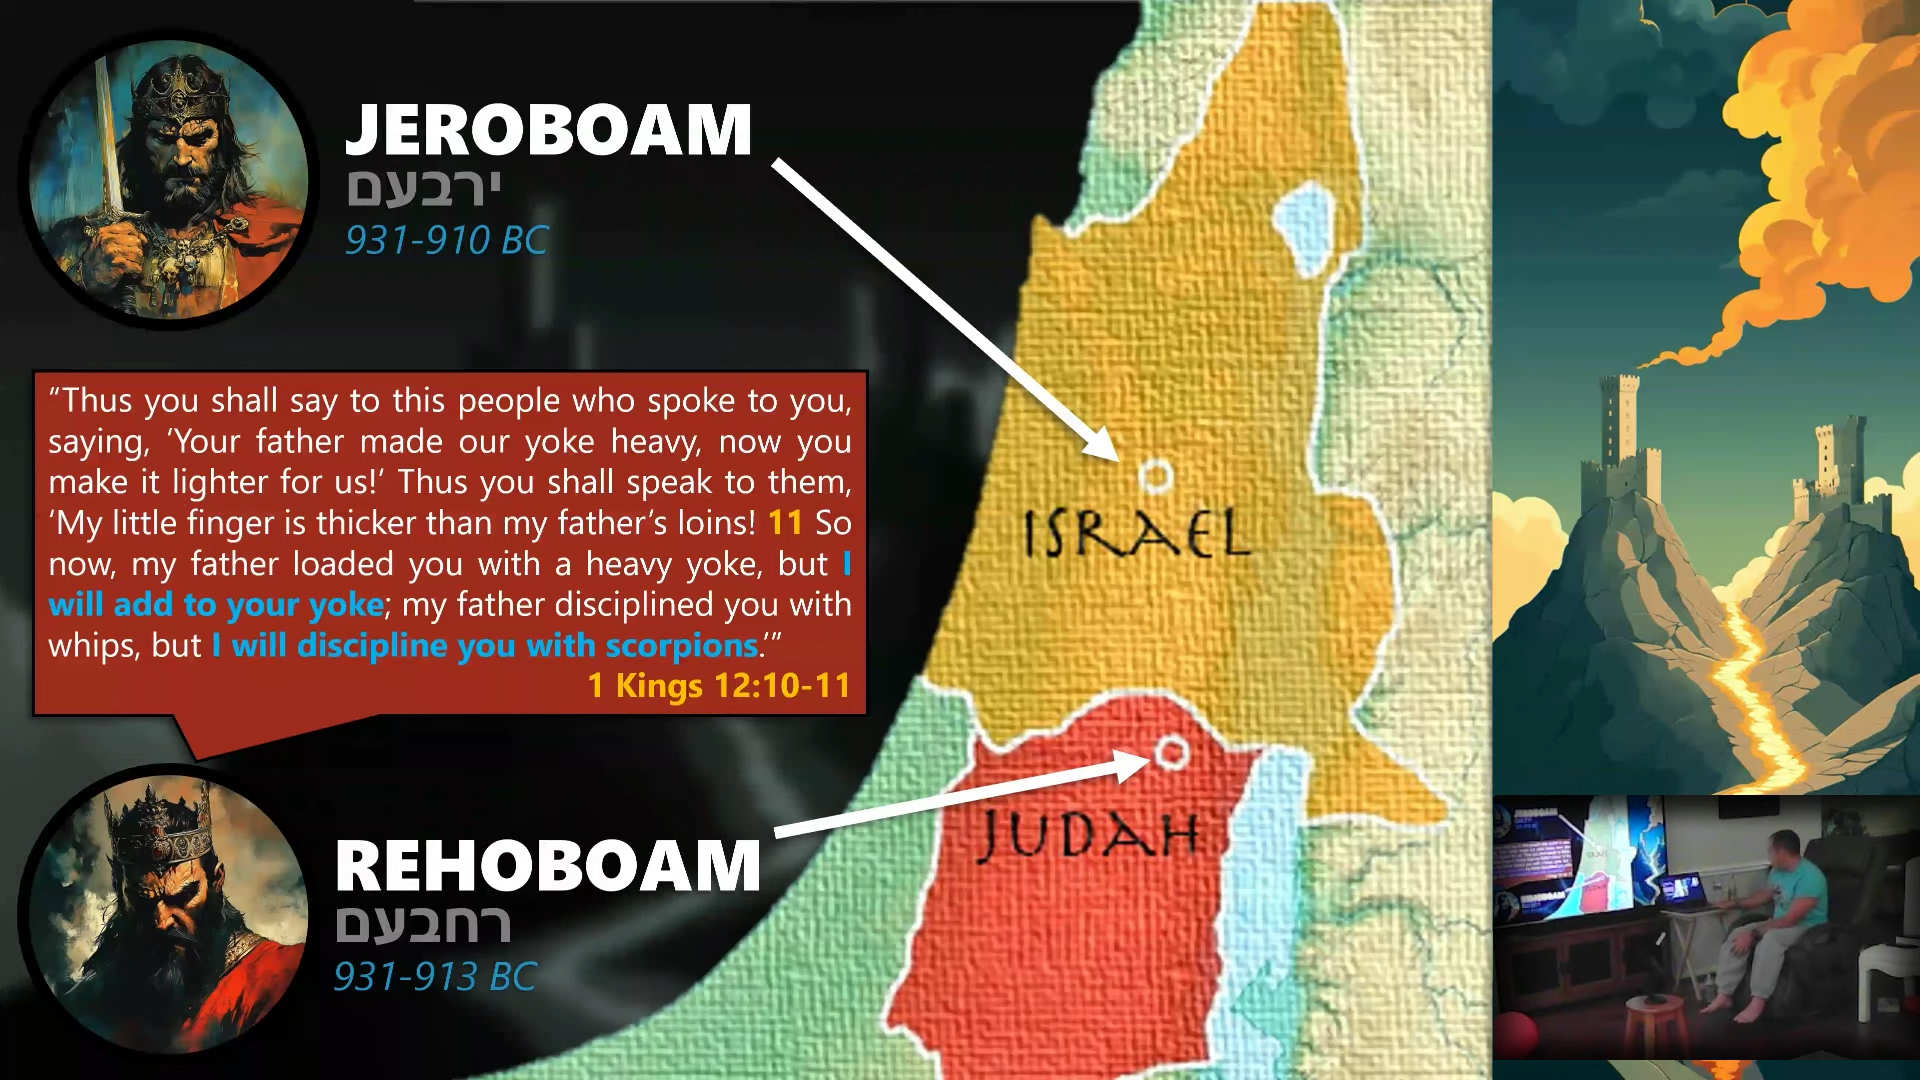 JEROBOAM
ירבעם
931-910 BC
“Thus you shall say to this people who spoke to you,
saying, ‘Your father made our yoke heavy, now you
make it lighter for us!’ Thus you shall speak to them,
‘My little finger is thicker than my father’s loins! 11 So
now, my father loaded you with a heavy yoke, but I
will add to your yoke; my father disciplined you with
whips, but I will discipline you with scorpions.’”
1 Kings 12:10-11
REHOBOAM
רחבעם
931-913 BC
ISRAEL
JUDAH